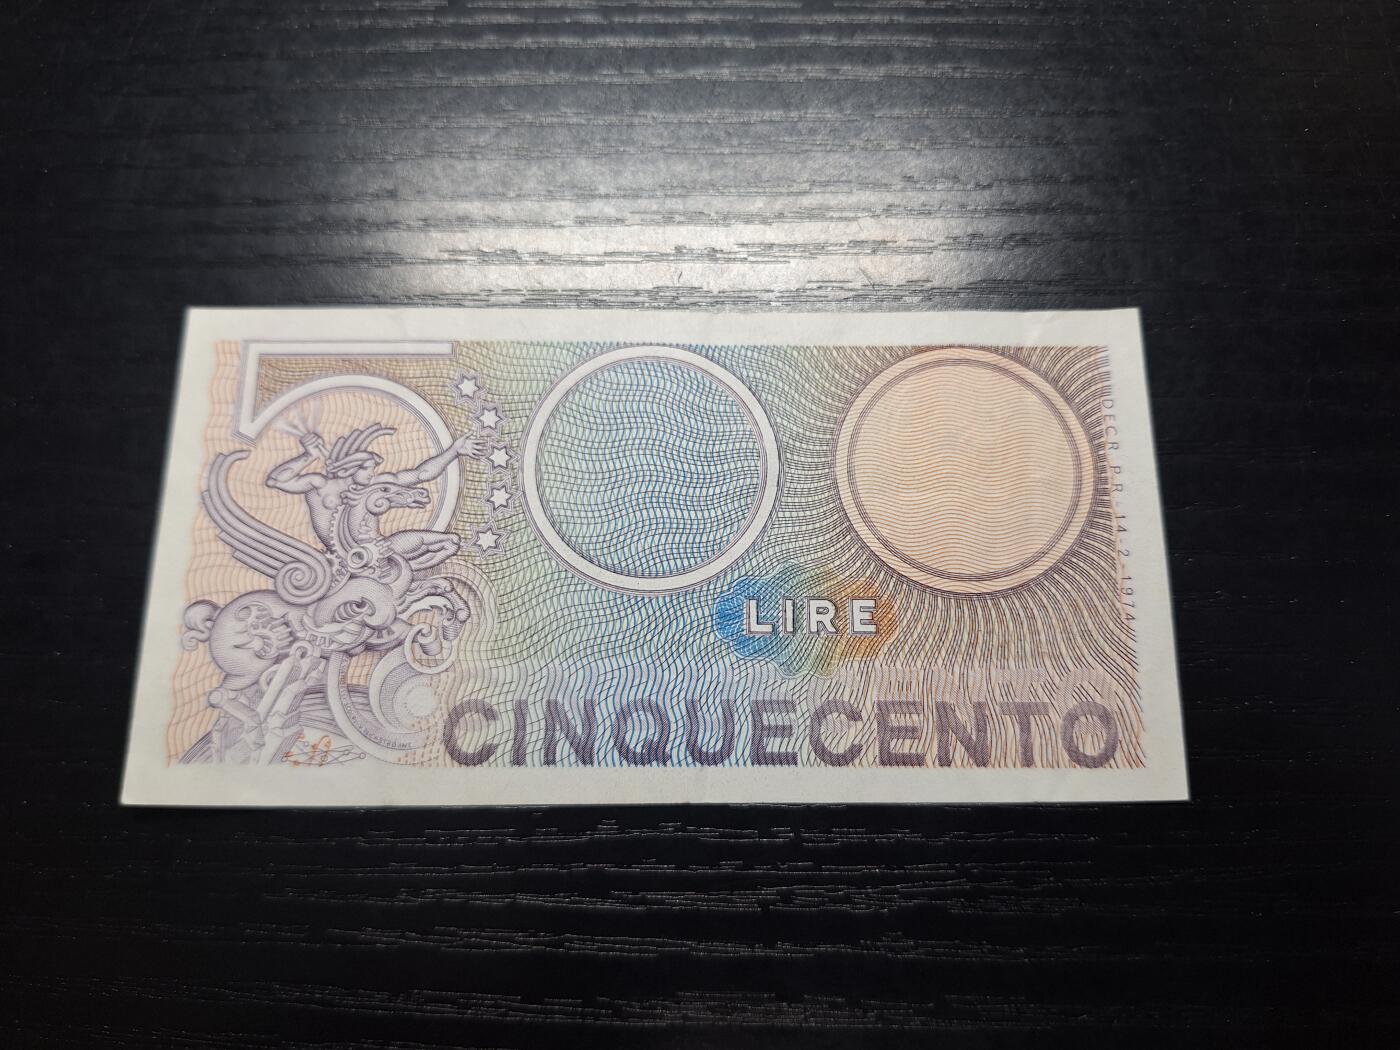 500
LIRE
CINQUECENTO
DECR. P.R. - 14 - 2 - 1974